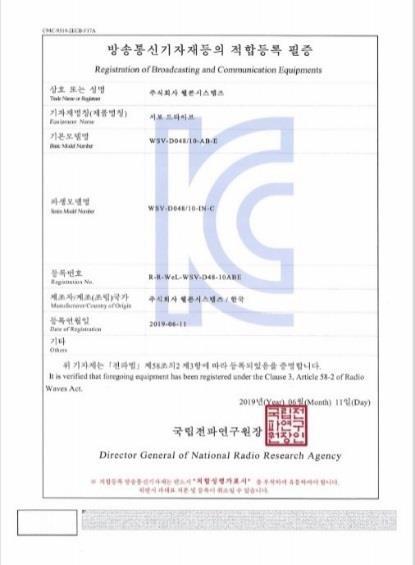 방송통신기자재등의 적합등록 필증
Registration of Broadcasting and Communication Equipments
상호 또는 성명
Trade Name or Registrant
주식회사 웰콘시스템즈
기자재명칭(제품명칭)
Equipment Name
서보 드라이브
기본모델명
Basic Model Number
WSV-D048/10-AB-E
파생모델명
Series Model Number
WSV-D048/10-IN-C
등록번호
Registration No.
R-R-WeL-WSV-D48-10ABE
제조자/제조(조립)국가
Manufacturer/Country of Origin
주식회사 웰콘시스템즈 / 한국
등록연월일
Date of Registration
2019-06-11
기타
Others
위 기자재는 「전파법」 제58조의2 제3항에 따라 등록되었음을 증명합니다.
It is verified that foregoing equipment has been registered under the Clause 3, Article 58-2 of Radio
Waves Act.
2019년(Year) 06월(Month) 11일(Day)
국립전파연구원장
국립전
파연구
원장인
Director General of National Radio Research Agency
※ 적합등록 방송통신기자재는 반드시 "적합성평가표시" 를 부착하여 유통하여야 합니다.
위반시 과태료 처분 및 등록이 취소될 수 있습니다.